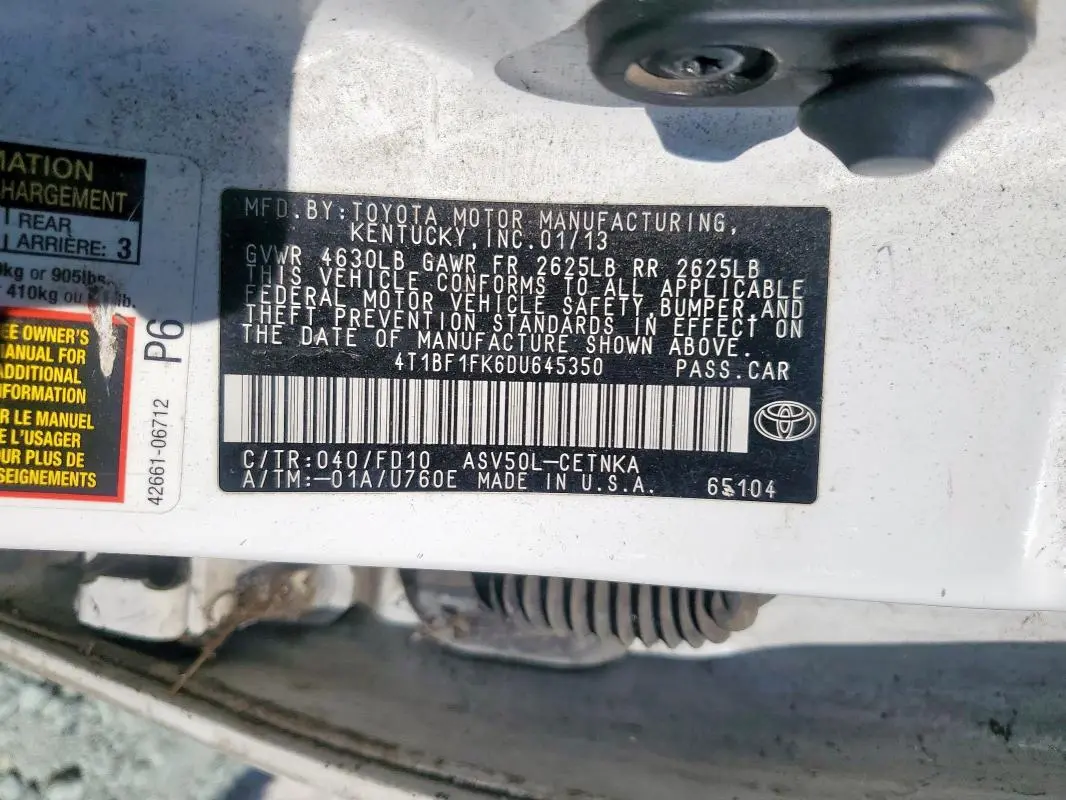 MATION
HARGEMENT
REAR
ARRIÈRE: 3
kg or 905lbs
410kg ou lb.
E OWNER'S
ANUAL FOR
ADDITIONAL
FORMATION
R LE MANUEL
E L'USAGER
UR PLUS DE
SEIGNEMENTS
P6
42661-06712
MFD.BY:TOYOTA MOTOR MANUFACTURING,
KENTUCKY,INC.01/13
GVWR 4630LB GAWR FR 2625LB RR 2625LB
THIS VEHICLE CONFORMS TO ALL APPLICABLE
FEDERAL MOTOR VEHICLE SAFETY,BUMPER,AND
THEFT PREVENTION STANDARDS IN EFFECT ON
THE DATE OF MANUFACTURE SHOWN ABOVE.
4T1BF1FK6DU645350 PASS.CAR
C/TR:040/FD10 ASV50L-CETNKA
A/TM:-01A/U760E MADE IN U.S.A. 65104